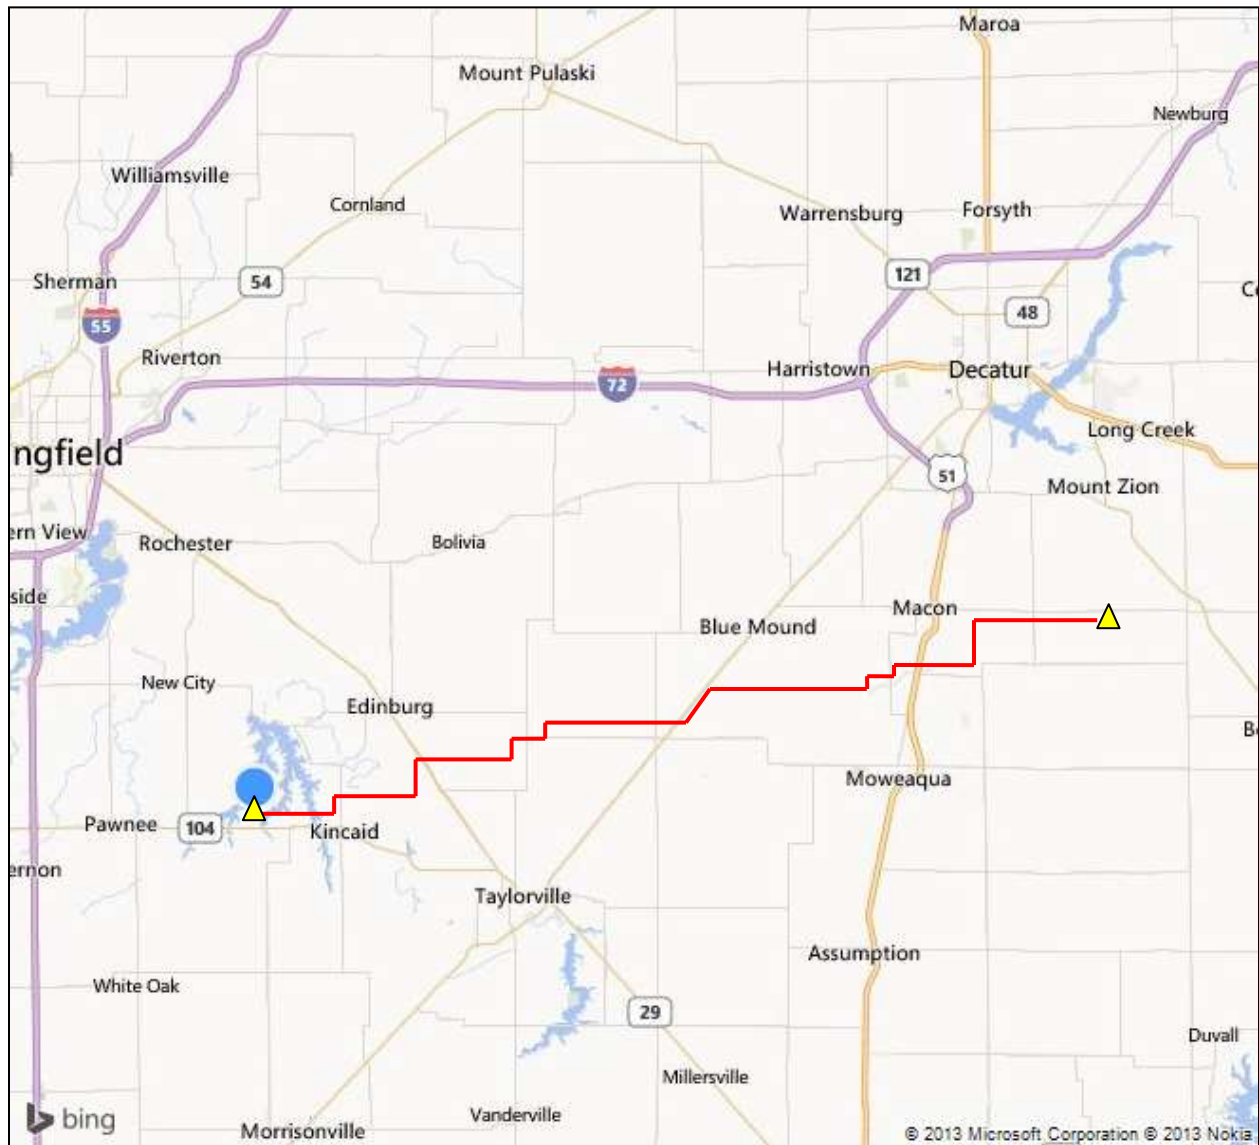 Maroa
Mount Pulaski
Newburg
Williamsville
Cornland
Warrensburg
Forsyth
Sherman
54
121
Co
55
48
Riverton
Harristown
Decatur
72
Long Creek
ngfield
51
Mount Zion
ern View
Rochester
Bolivia
side
Macon
Blue Mound
New City
Edinburg
Be
Moweaqua
Pawnee
104
Kincaid
ernon
Taylorville
Assumption
White Oak
29
Duvall
Millersville
Vanderville
bing
Morrisonville
© 2013 Microsoft Corporation © 2013 Nokia